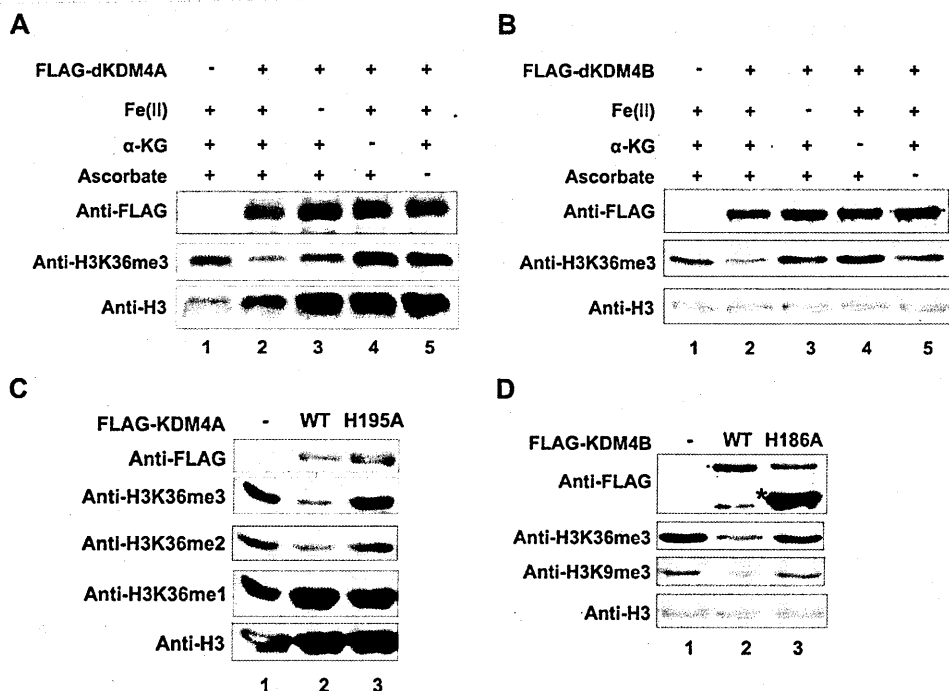 A
FLAG-dKDM4A - + + + +
Fe(II) + + - + +
α-KG + + + - +
Ascorbate + + + + -
Anti-FLAG
Anti-H3K36me3
Anti-H3
1 2 3 4 5
B
FLAG-dKDM4B - + + + +
Fe(II) + + - + +
α-KG + + + - +
Ascorbate + + + + -
Anti-FLAG
Anti-H3K36me3
Anti-H3
1 2 3 4 5
C
FLAG-KDM4A - WT H195A
Anti-FLAG
Anti-H3K36me3
Anti-H3K36me2
Anti-H3K36me1
Anti-H3
1 2 3
D
FLAG-KDM4B - WT H186A
Anti-FLAG
*
Anti-H3K36me3
Anti-H3K9me3
Anti-H3
1 2 3